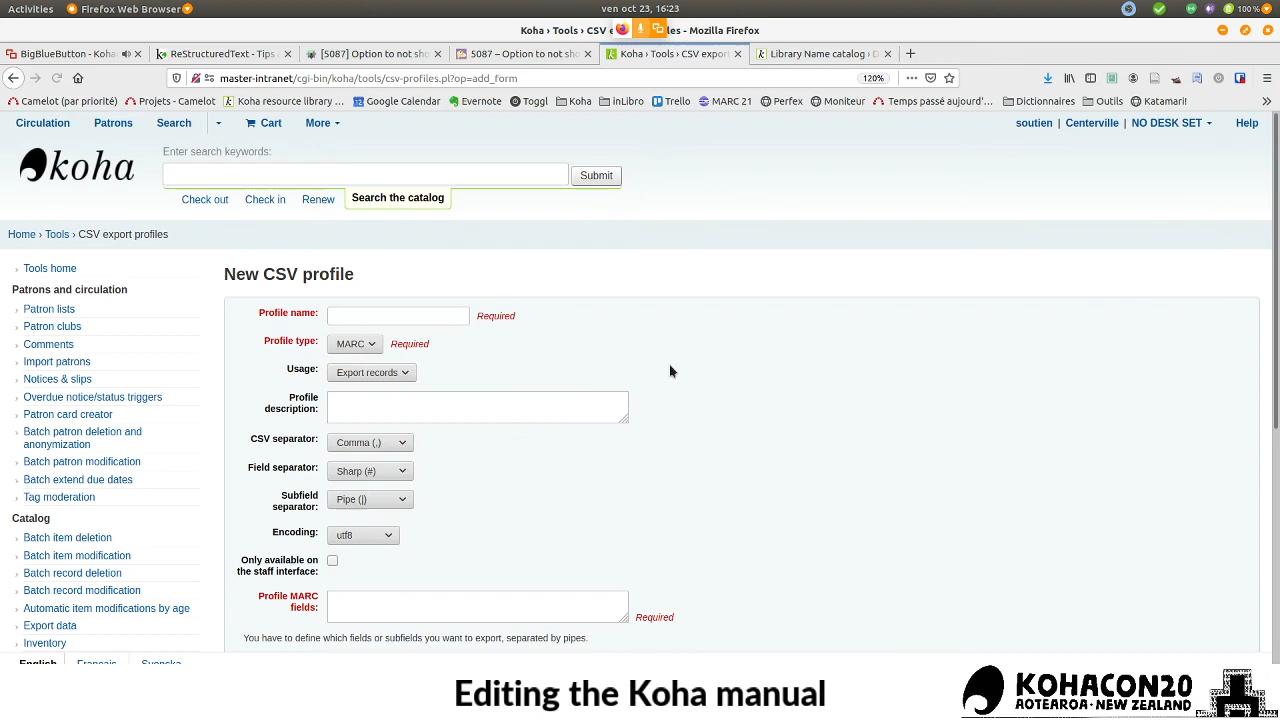 Activities Firefox Web Browser ven oct 23, 16:23 100 %
Koha › Tools › CSV e les - Mozilla Firefox
BigBlueButton - Koha ReStructuredText - Tips a [5087] Option to not sho 5087 – Option to not sho Koha › Tools › CSV expor Library Name catalog › D
master-intranet/cgi-bin/koha/tools/csv-profiles.pl?op=add_form 120%
Camelot (par priorité) Projets - Camelot Koha resource library ... Google Calendar Evernote Toggl Koha inLibro Trello MARC 21 Perfex Moniteur Temps passé aujourd'... Dictionnaires Outils Katamari!
Circulation Patrons Search Cart More soutien | Centerville | NO DESK SET Help
koha
Enter search keywords:
Submit
Check out Check in Renew Search the catalog
Home › Tools › CSV export profiles
Tools home
Patrons and circulation
Patron lists
Patron clubs
Comments
Import patrons
Notices & slips
Overdue notice/status triggers
Patron card creator
Batch patron deletion and
anonymization
Batch patron modification
Batch extend due dates
Tag moderation
Catalog
Batch item deletion
Batch item modification
Batch record deletion
Batch record modification
Automatic item modifications by age
Export data
Inventory
New CSV profile
Profile name: Required
Profile type: MARC Required
Usage: Export records
Profile
description:
CSV separator: Comma (,)
Field separator: Sharp (#)
Subfield
separator: Pipe (|)
Encoding: utf8
Only available on
the staff interface:
Profile MARC
fields: Required
You have to define which fields or subfields you want to export, separated by pipes.
English Français Svenska
Editing the Koha manual
KOHACON20
AOTEAROA • NEW ZEALAND